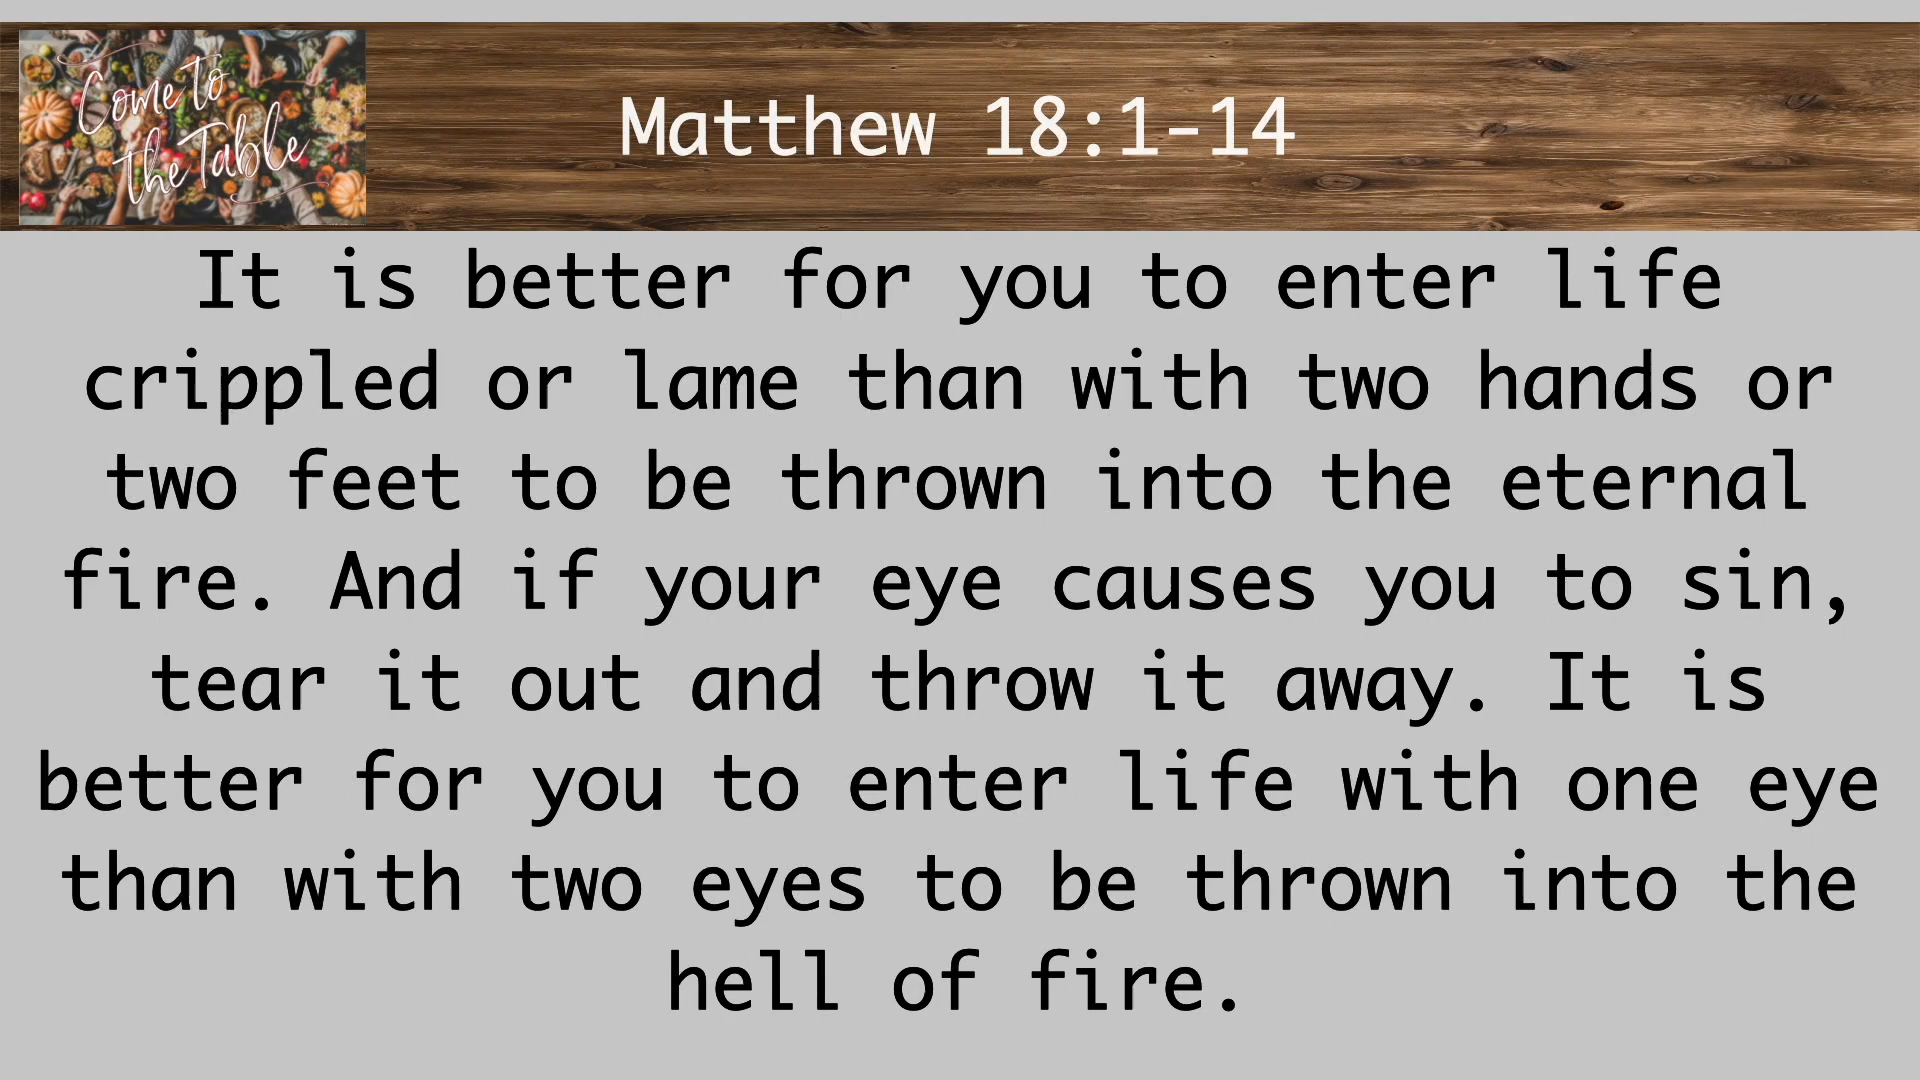 Come to
the Table
Matthew 18:1-14
It is better for you to enter life
crippled or lame than with two hands or
two feet to be thrown into the eternal
fire. And if your eye causes you to sin,
tear it out and throw it away. It is
better for you to enter life with one eye
than with two eyes to be thrown into the
hell of fire.